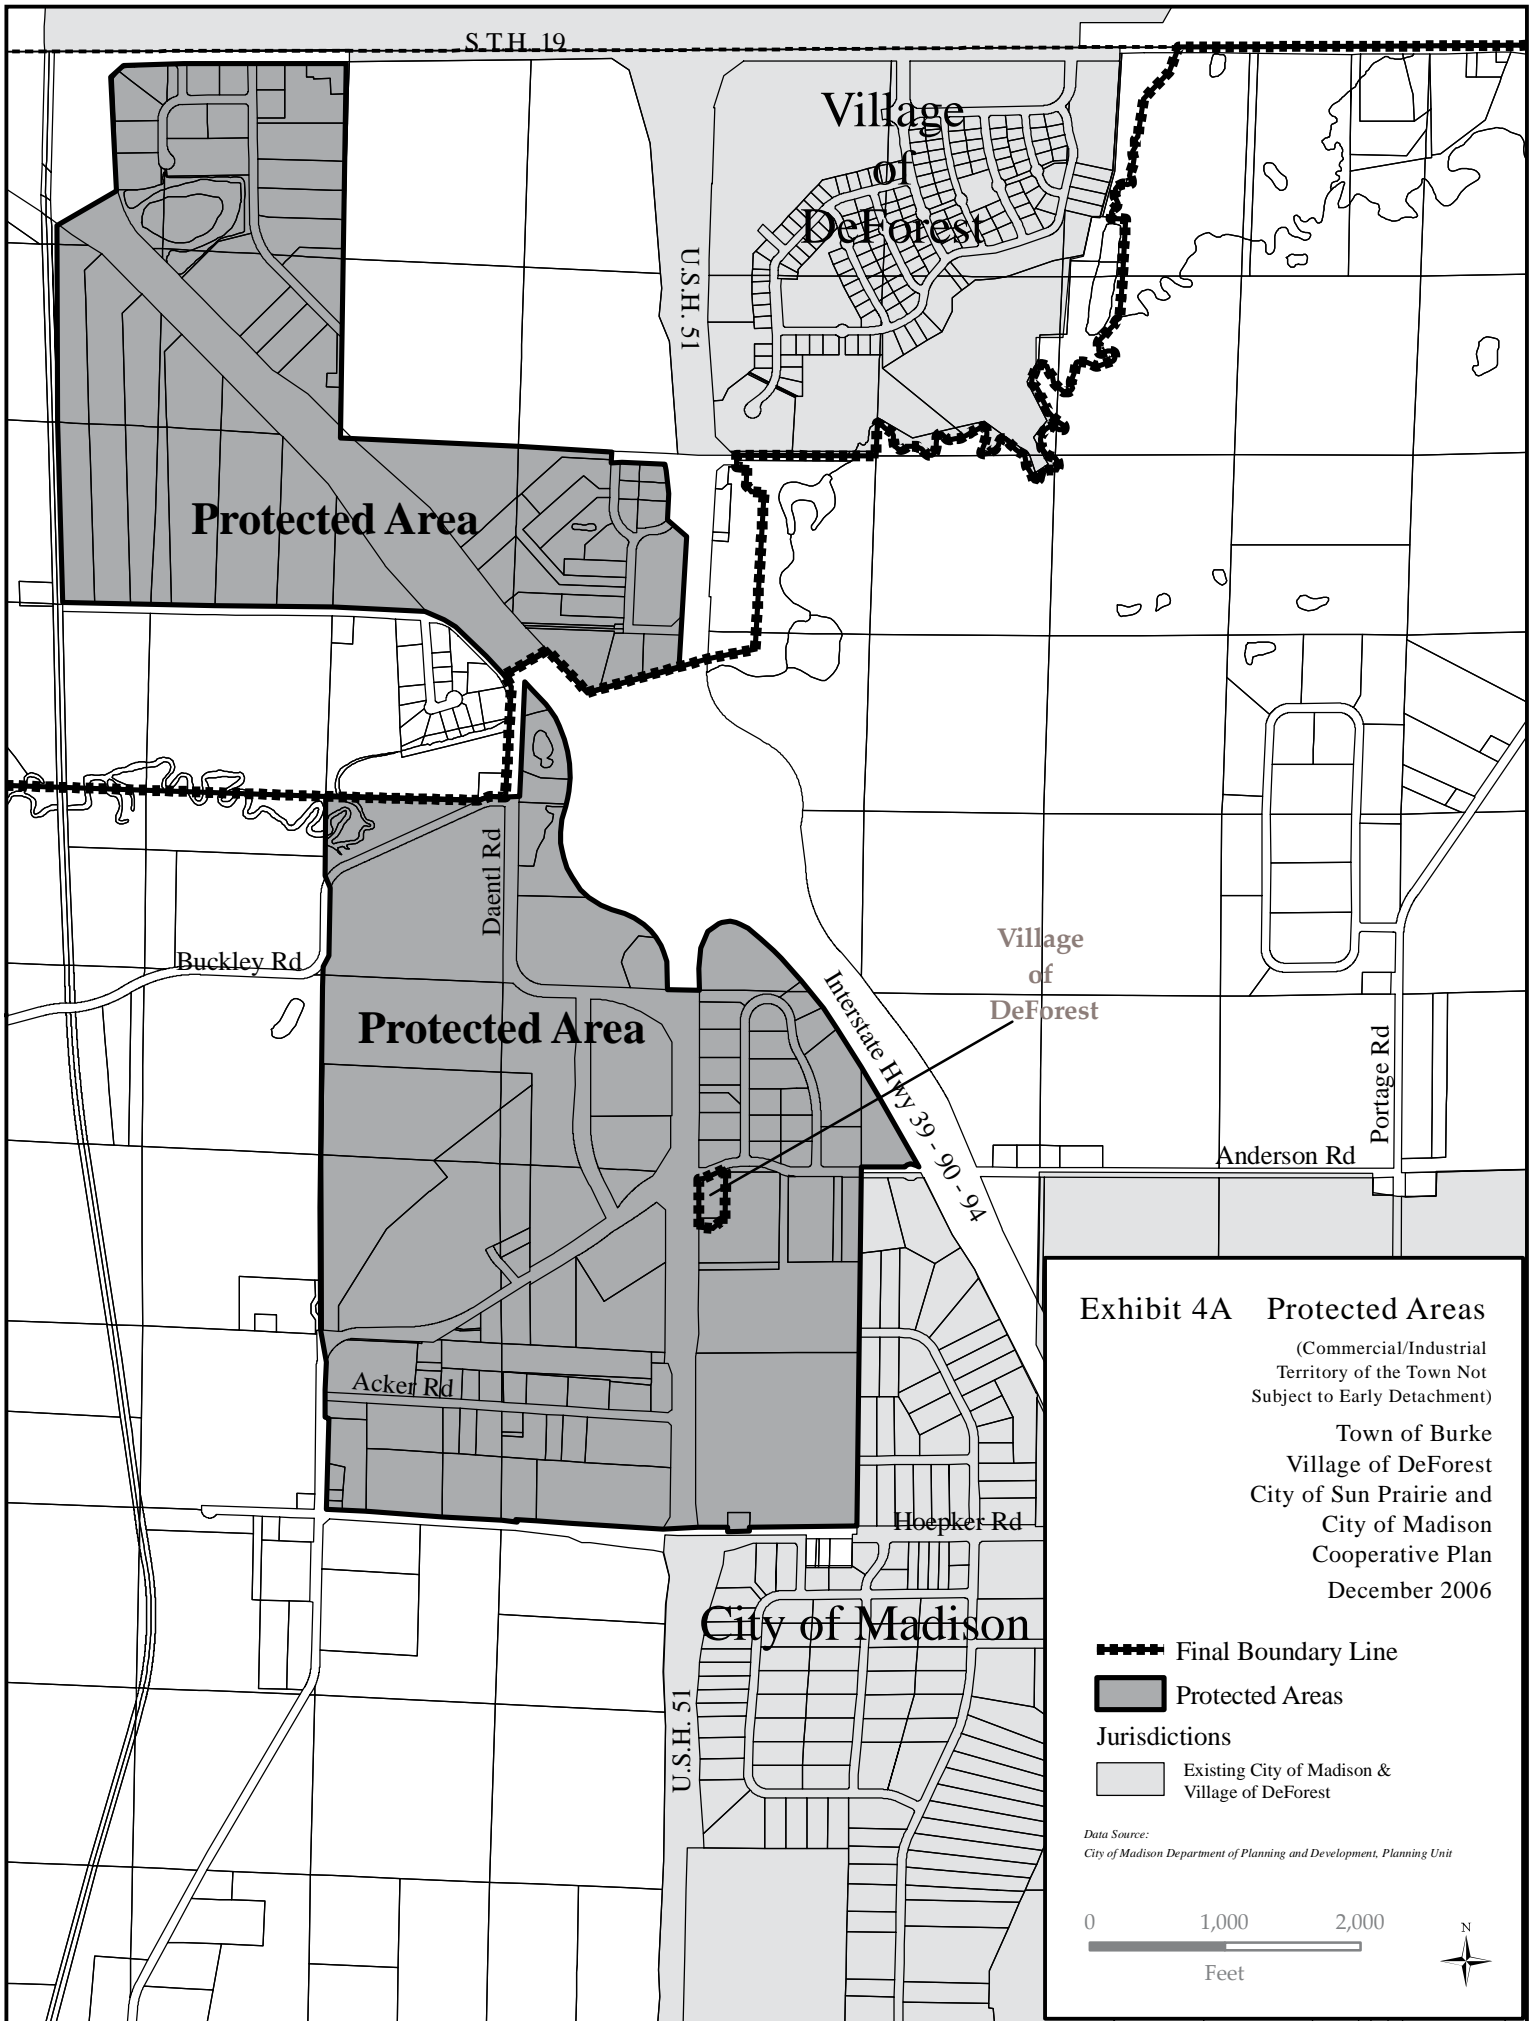 S.T.H. 19
Village
of
DeForest
U.S.H. 51
Protected Area
Daentl Rd
Buckley Rd
Village
of
DeForest
Protected Area
Interstate Hwy 39 - 90 - 94
Portage Rd
Anderson Rd
Acker Rd
Hoepker Rd
City of Madison
U.S.H. 51
Exhibit 4A Protected Areas
(Commercial/Industrial
Territory of the Town Not
Subject to Early Detachment)
Town of Burke
Village of DeForest
City of Sun Prairie and
City of Madison
Cooperative Plan
December 2006
Final Boundary Line
Protected Areas
Jurisdictions
Existing City of Madison &
Village of DeForest
Data Source:
City of Madison Department of Planning and Development, Planning Unit
0 1,000 2,000
Feet
N